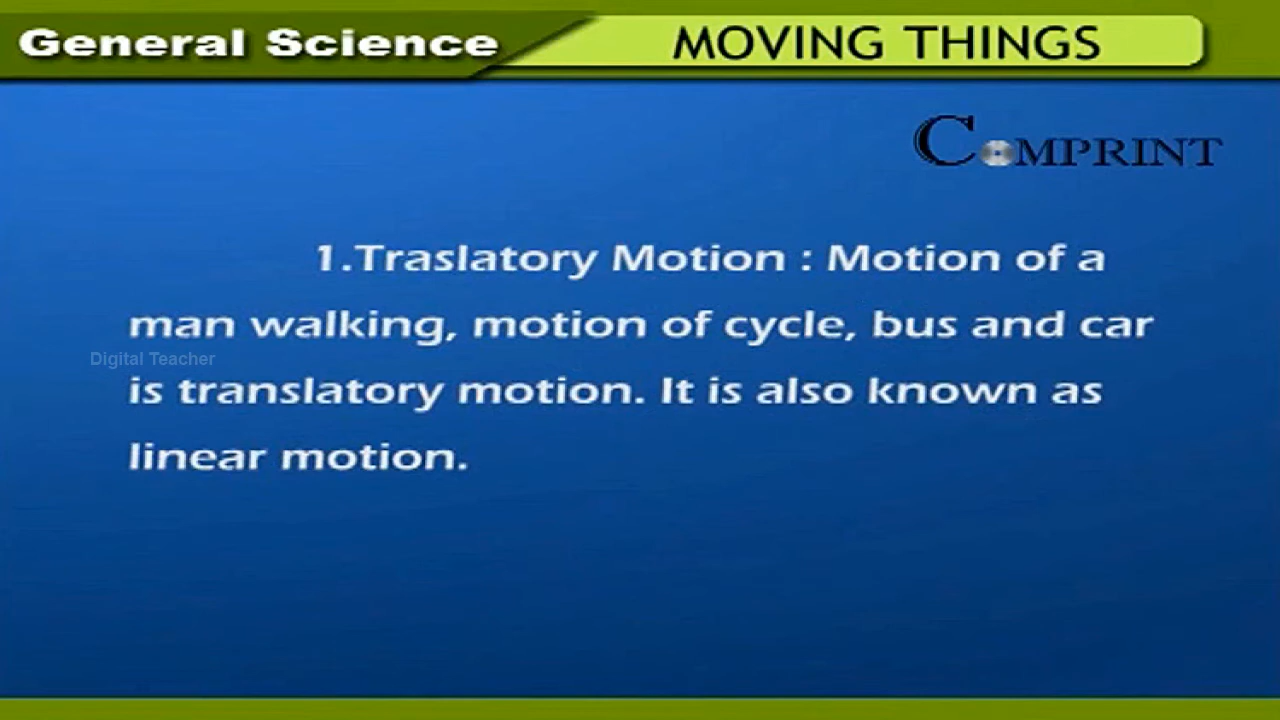 General Science
MOVING THINGS
COMPRINT
1.Traslatory Motion : Motion of a
man walking, motion of cycle, bus and car
Digital Teacher
is translatory motion. It is also known as
linear motion.